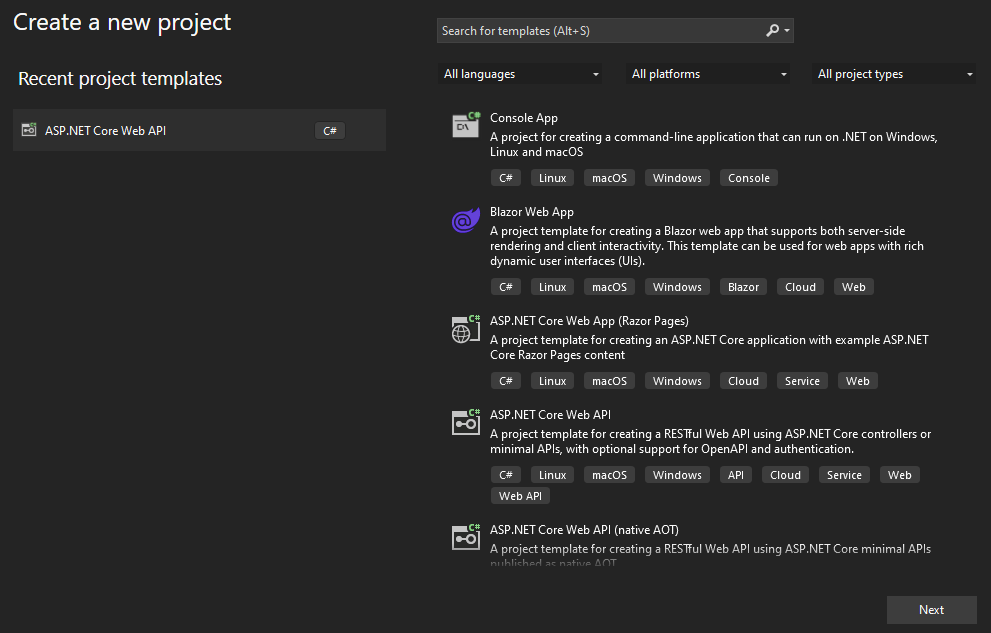 Create a new project
Search for templates (Alt+S)
Recent project templates
All languages
All platforms
All project types
ASP.NET Core Web API
C#
C#
D:\
Console App
A project for creating a command-line application that can run on .NET on Windows,
Linux and macOS
C# Linux macOS Windows Console
@
Blazor Web App
A project template for creating a Blazor web app that supports both server-side
rendering and client interactivity. This template can be used for web apps with rich
dynamic user interfaces (UIs).
C# Linux macOS Windows Blazor Cloud Web
C#
ASP.NET Core Web App (Razor Pages)
A project template for creating an ASP.NET Core application with example ASP.NET
Core Razor Pages content
C# Linux macOS Windows Cloud Service Web
C#
ASP.NET Core Web API
A project template for creating a RESTful Web API using ASP.NET Core controllers or
minimal APIs, with optional support for OpenAPI and authentication.
C# Linux macOS Windows API Cloud Service Web
Web API
C#
ASP.NET Core Web API (native AOT)
A project template for creating a RESTful Web API using ASP.NET Core minimal APIs
published as native AOT
Next